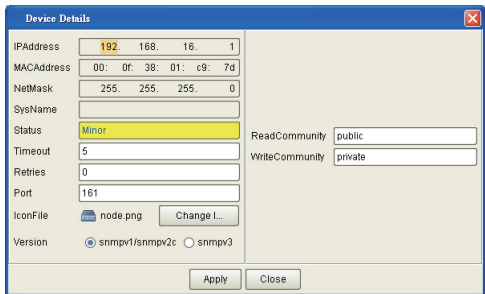 Device Details
IPAddress 192. 168. 16. 1
MACAddress 00: 0f: 38: 01: c9: 7d
NetMask 255. 255. 255. 0
SysName
Status Minor
Timeout 5
Retries 0
Port 161
IconFile node.png Change I...
Version snmpv1/snmpv2c snmpv3
ReadCommunity public
WriteCommunity private
Apply Close